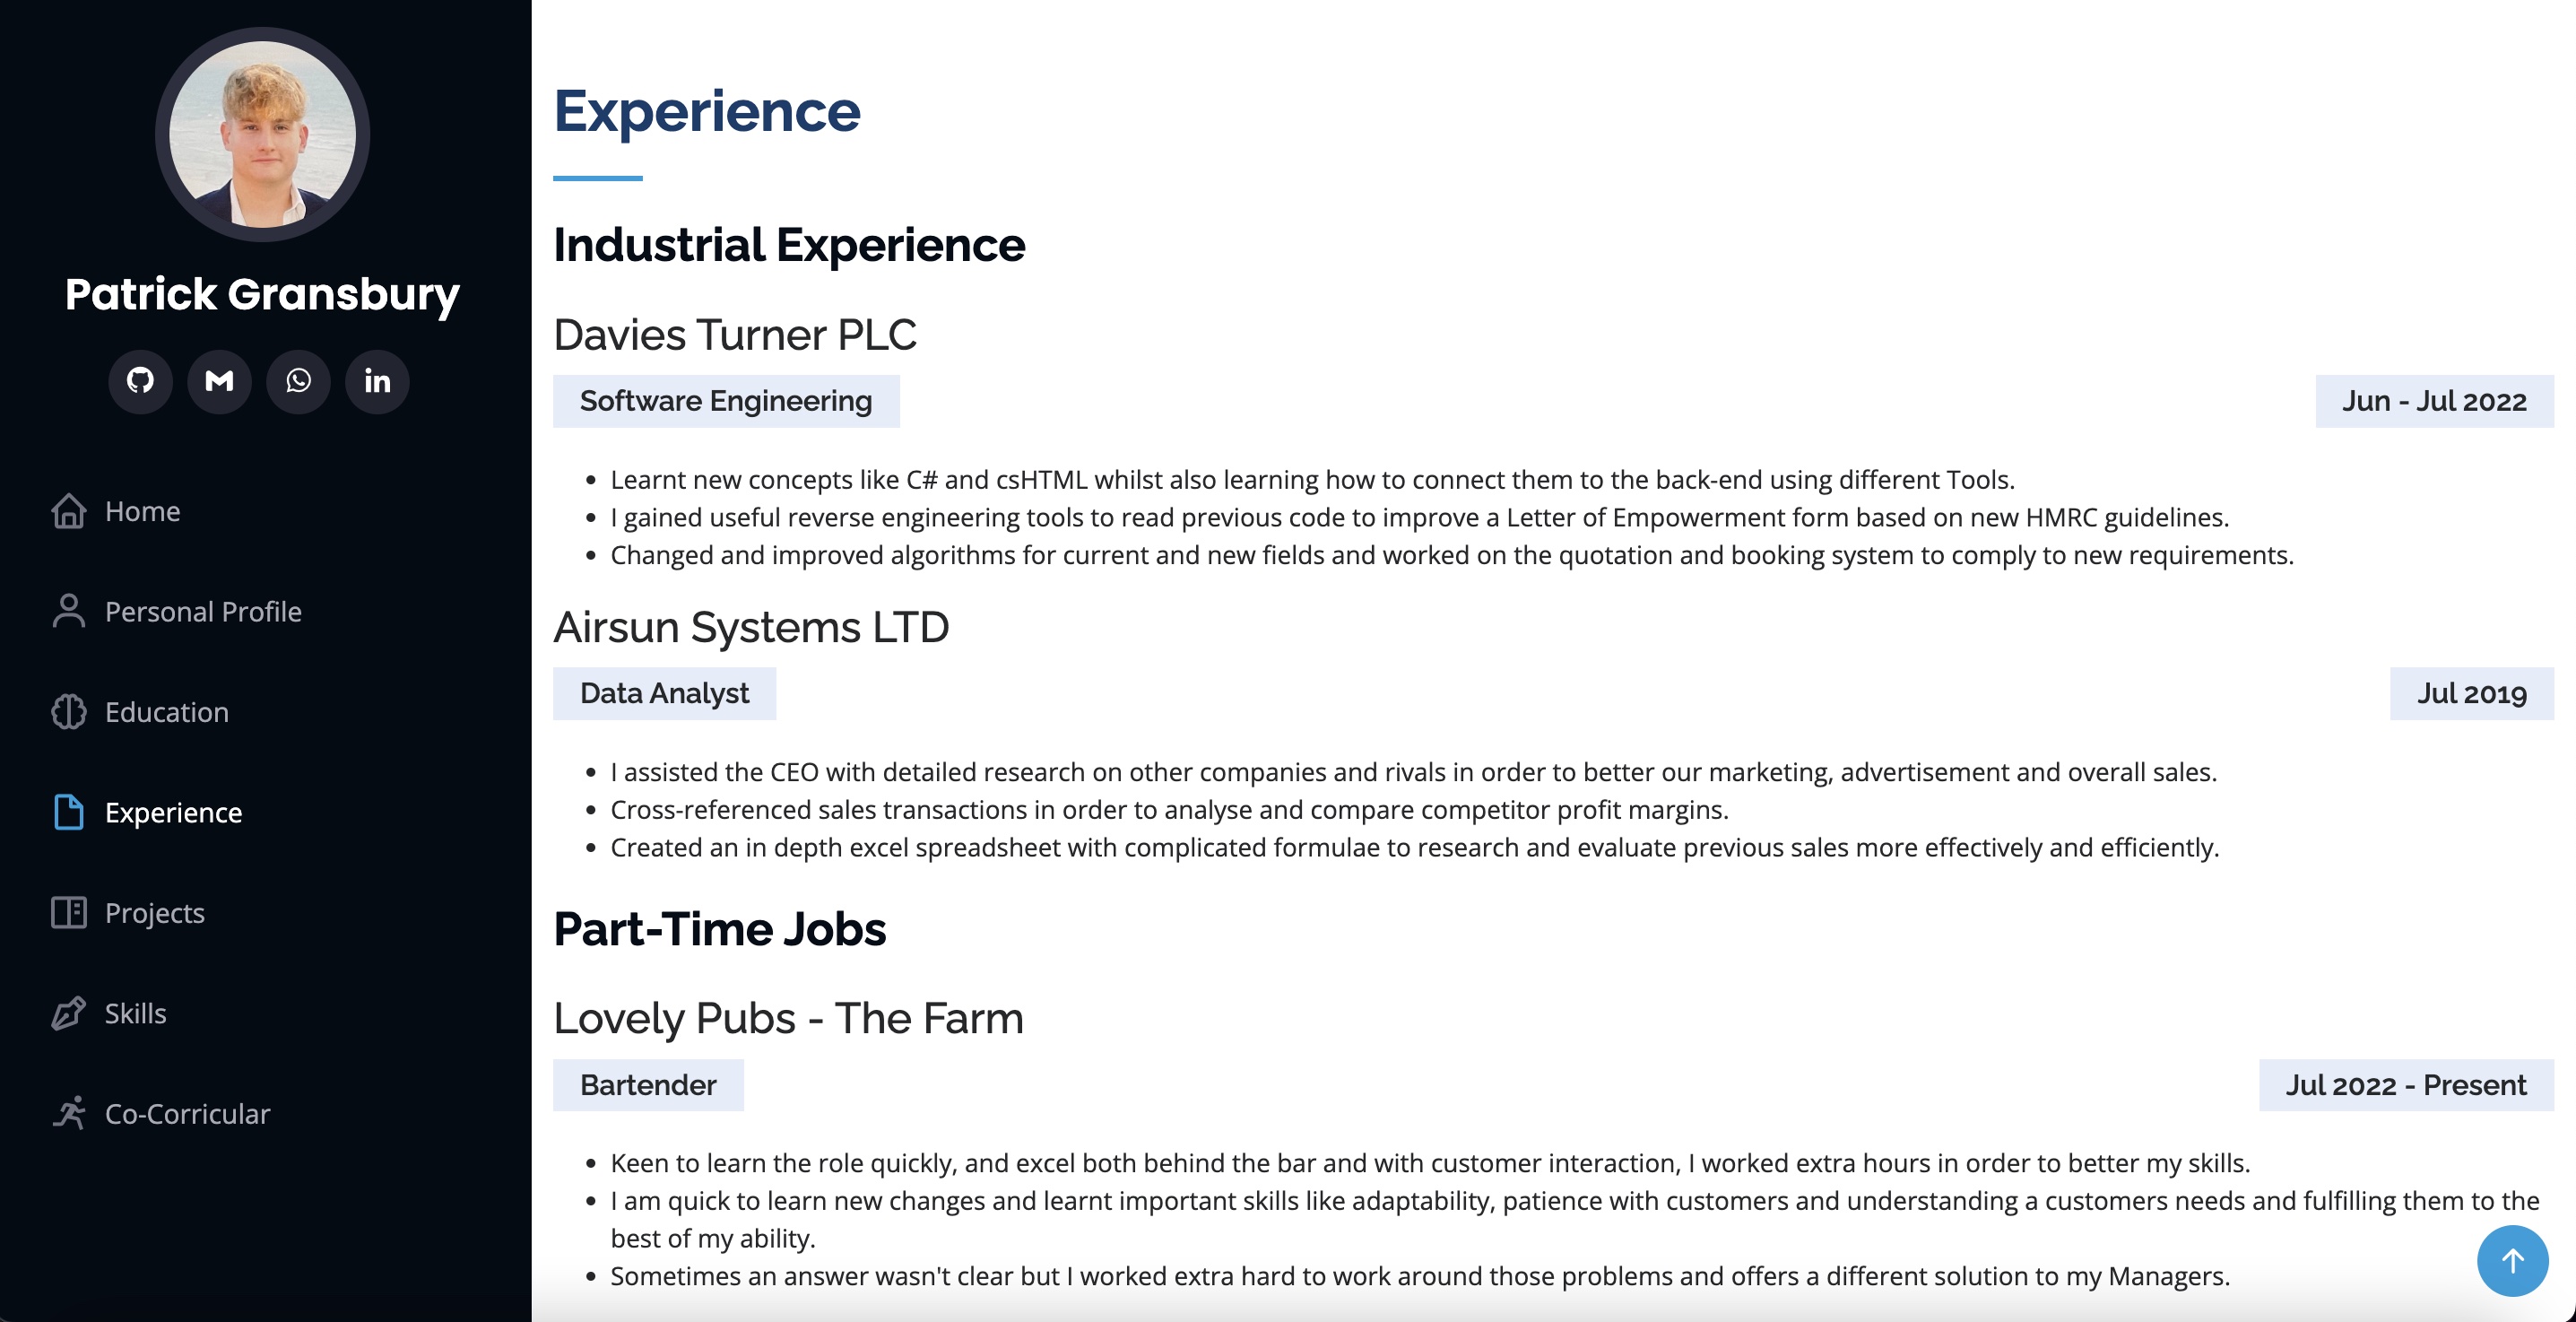 Patrick Gransbury
Home
Personal Profile
Education
Experience
Projects
Skills
Co-Corricular
Experience
Industrial Experience
Davies Turner PLC
Software Engineering
Jun - Jul 2022
Learnt new concepts like C# and csHTML whilst also learning how to connect them to the back-end using different Tools.
I gained useful reverse engineering tools to read previous code to improve a Letter of Empowerment form based on new HMRC guidelines.
Changed and improved algorithms for current and new fields and worked on the quotation and booking system to comply to new requirements.
Airsun Systems LTD
Data Analyst
Jul 2019
I assisted the CEO with detailed research on other companies and rivals in order to better our marketing, advertisement and overall sales.
Cross-referenced sales transactions in order to analyse and compare competitor profit margins.
Created an in depth excel spreadsheet with complicated formulae to research and evaluate previous sales more effectively and efficiently.
Part-Time Jobs
Lovely Pubs - The Farm
Bartender
Jul 2022 - Present
Keen to learn the role quickly, and excel both behind the bar and with customer interaction, I worked extra hours in order to better my skills.
I am quick to learn new changes and learnt important skills like adaptability, patience with customers and understanding a customers needs and fulfilling them to the
best of my ability.
Sometimes an answer wasn't clear but I worked extra hard to work around those problems and offers a different solution to my Managers.